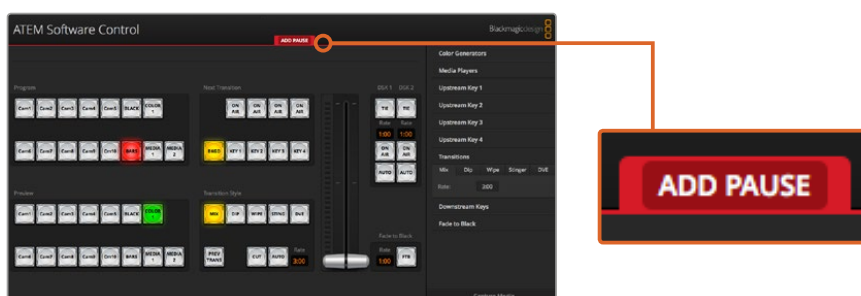 ATEM Software Control
Blackmagicdesign
ADD PAUSE
Color Generators
Media Players
Upstream Key 1
Upstream Key 2
Upstream Key 3
Upstream Key 4
Transitions
Mix Dip Wipe Stinger DVE
Rate: 3:00
Downstream Keys
Fade to Black
Capture Media
Program
Cam1 Cam2 Cam3 Cam4 Cam5 BLACK COLOR 1
BARS MEDIA 1 MEDIA 2
Next Transition
ON AIR ON AIR ON AIR ON AIR
BKGD KEY 1 KEY 2 KEY 3 KEY 4
DSK 1 DSK 2
TIE TIE
Rate Rate
1:00 1:00
ON AIR ON AIR
AUTO AUTO
Preview
Cam1 Cam2 Cam3 Cam4 Cam5 BLACK COLOR
BARS MEDIA 1 MEDIA 2
Transition Style
MIX DIP WIPE STING DVE
PREV TRANS CUT AUTO Rate 3:00
Fade to Black
Rate 1:00 FTB
ADD PAUSE